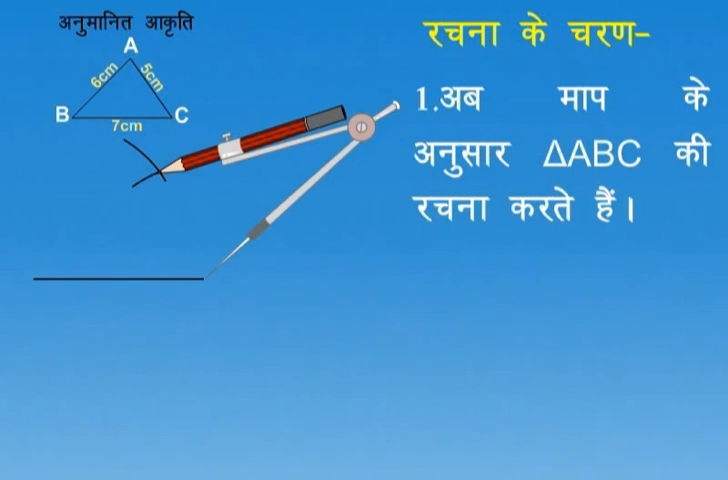 अनुमानित आकृति
A
6cm
5cm
B
C
7cm
रचना के चरण-
1.अब माप के
अनुसार ΔABC की
रचना करते हैं।